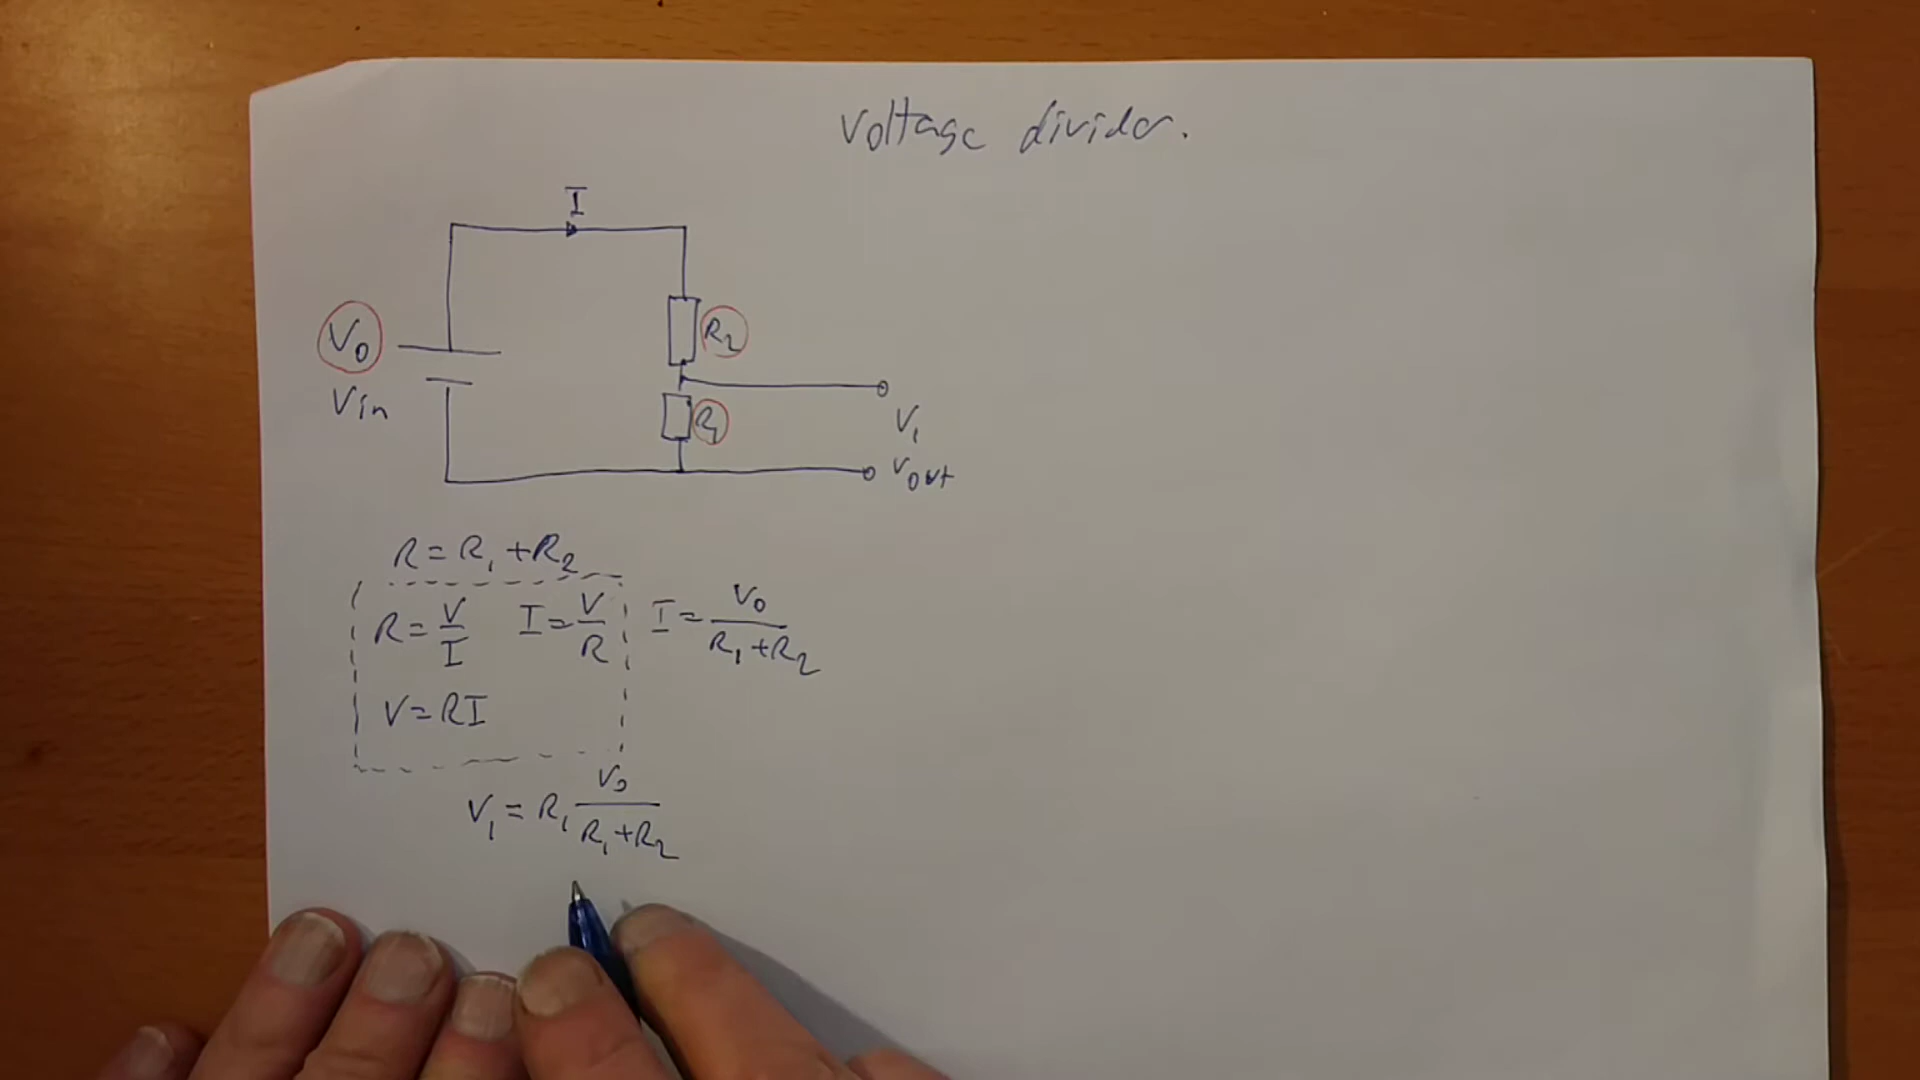 Voltage divider.
I
V₀
R₂
Vin
R₁
V₁
Vout
R = R₁ + R₂
R = V/I   I = V/R   I = V₀/(R₁ + R₂)
V = RI
V₁ = R₁ V₀/(R₁ + R₂)